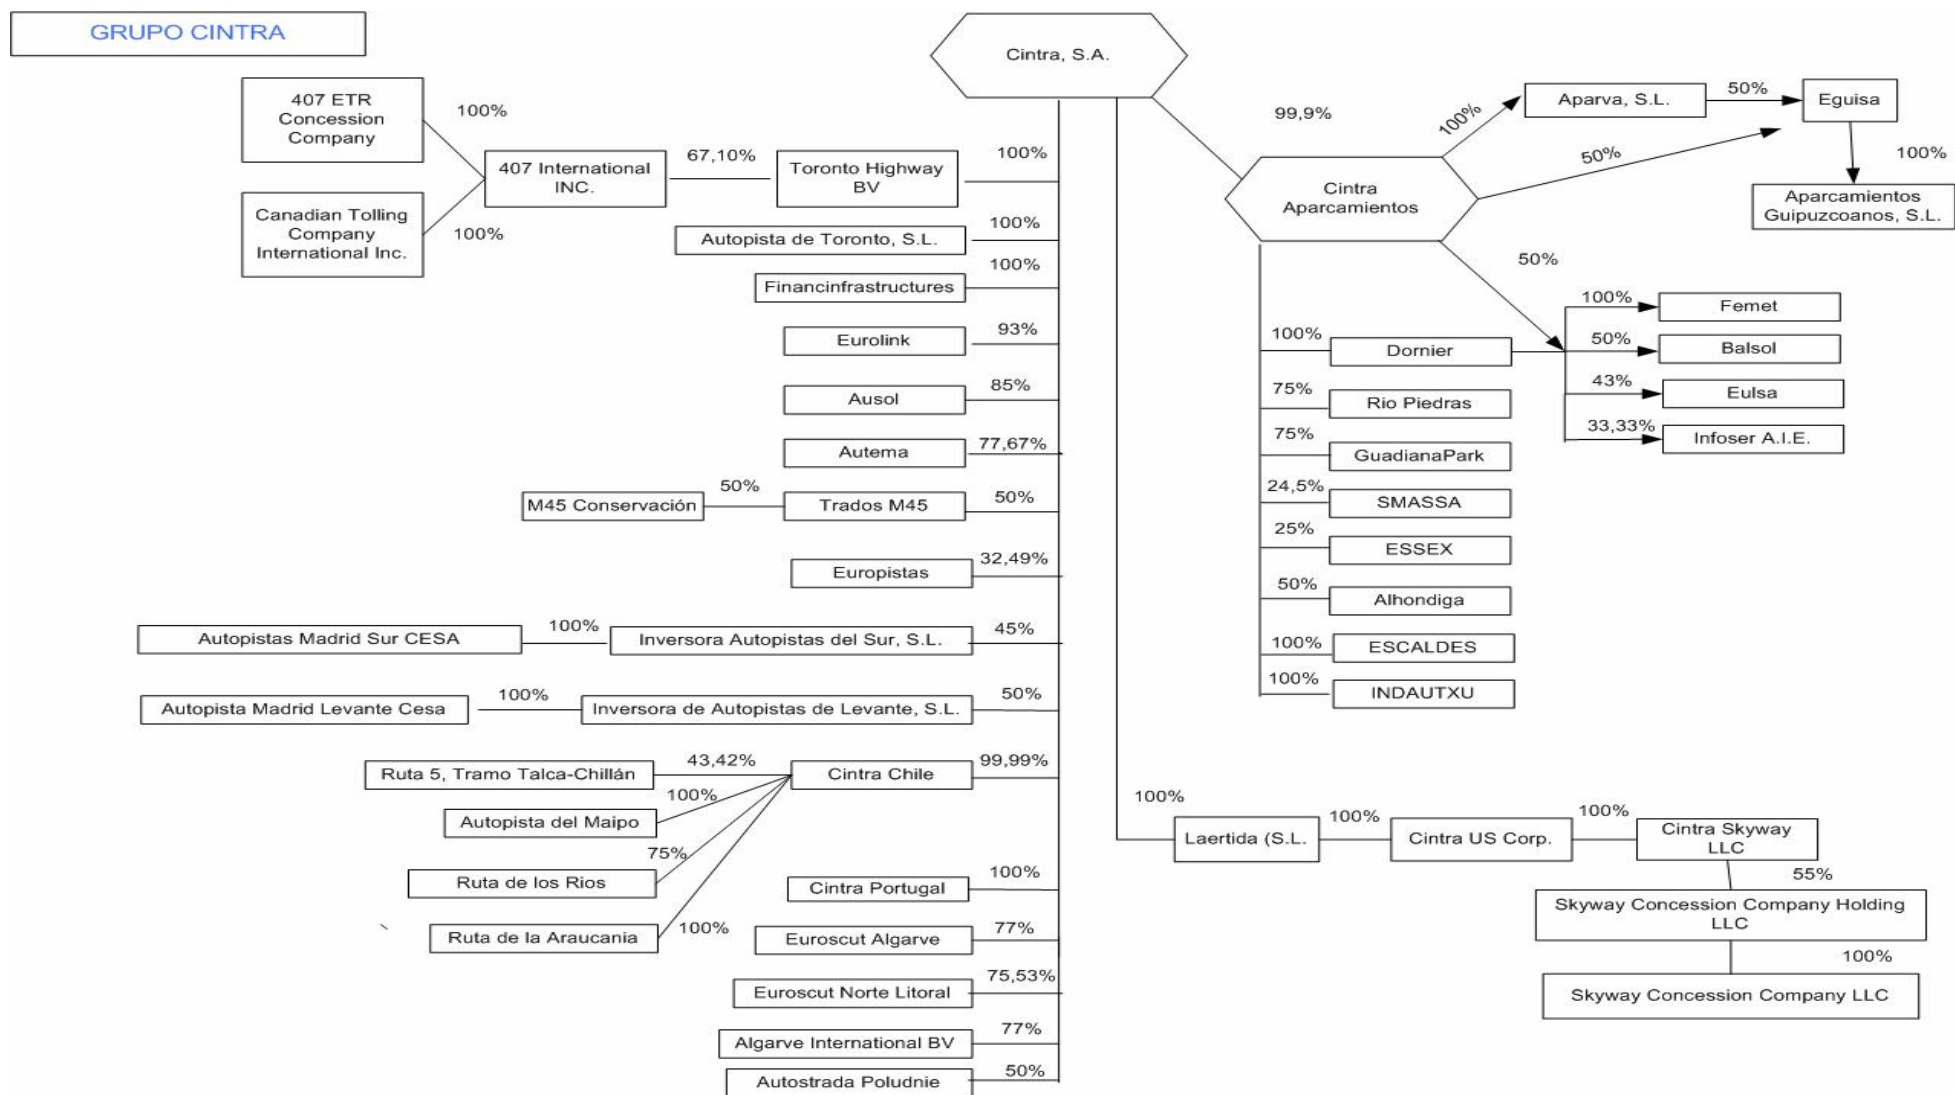 GRUPO CINTRA
Cintra, S.A.
407 ETR
Concession
Company
100%
Canadian Tolling
Company
International Inc.
100%
407 International
INC.
67,10%
Toronto Highway
BV
100%
Autopista de Toronto, S.L.
100%
Financinfrastructures
100%
Eurolink
93%
Ausol
85%
Autema
77,67%
M45 Conservación
50%
Trados M45
50%
Europistas
32,49%
Autopistas Madrid Sur CESA
100%
Inversora Autopistas del Sur, S.L.
45%
Autopista Madrid Levante Cesa
100%
Inversora de Autopistas de Levante, S.L.
50%
Ruta 5, Tramo Talca-Chillán
43,42%
Cintra Chile
99,99%
Autopista del Maipo
100%
Ruta de los Rios
75%
Ruta de la Araucania
100%
Cintra Portugal
100%
Euroscut Algarve
77%
Euroscut Norte Litoral
75,53%
Algarve International BV
77%
Autostrada Poludnie
50%
99,9%
Cintra
Aparcamientos
100%
Aparva, S.L.
50%
Eguisa
50%
100%
Aparcamientos
Guipuzcoanos, S.L.
50%
100%
Dornier
100%
Femet
50%
Balsol
43%
Eulsa
33,33%
Infoser A.I.E.
75%
Rio Piedras
75%
GuadianaPark
24,5%
SMASSA
25%
ESSEX
50%
Alhondiga
100%
ESCALDES
100%
INDAUTXU
100%
Laertida (S.L.
100%
Cintra US Corp.
100%
Cintra Skyway
LLC
55%
Skyway Concession Company Holding
LLC
100%
Skyway Concession Company LLC